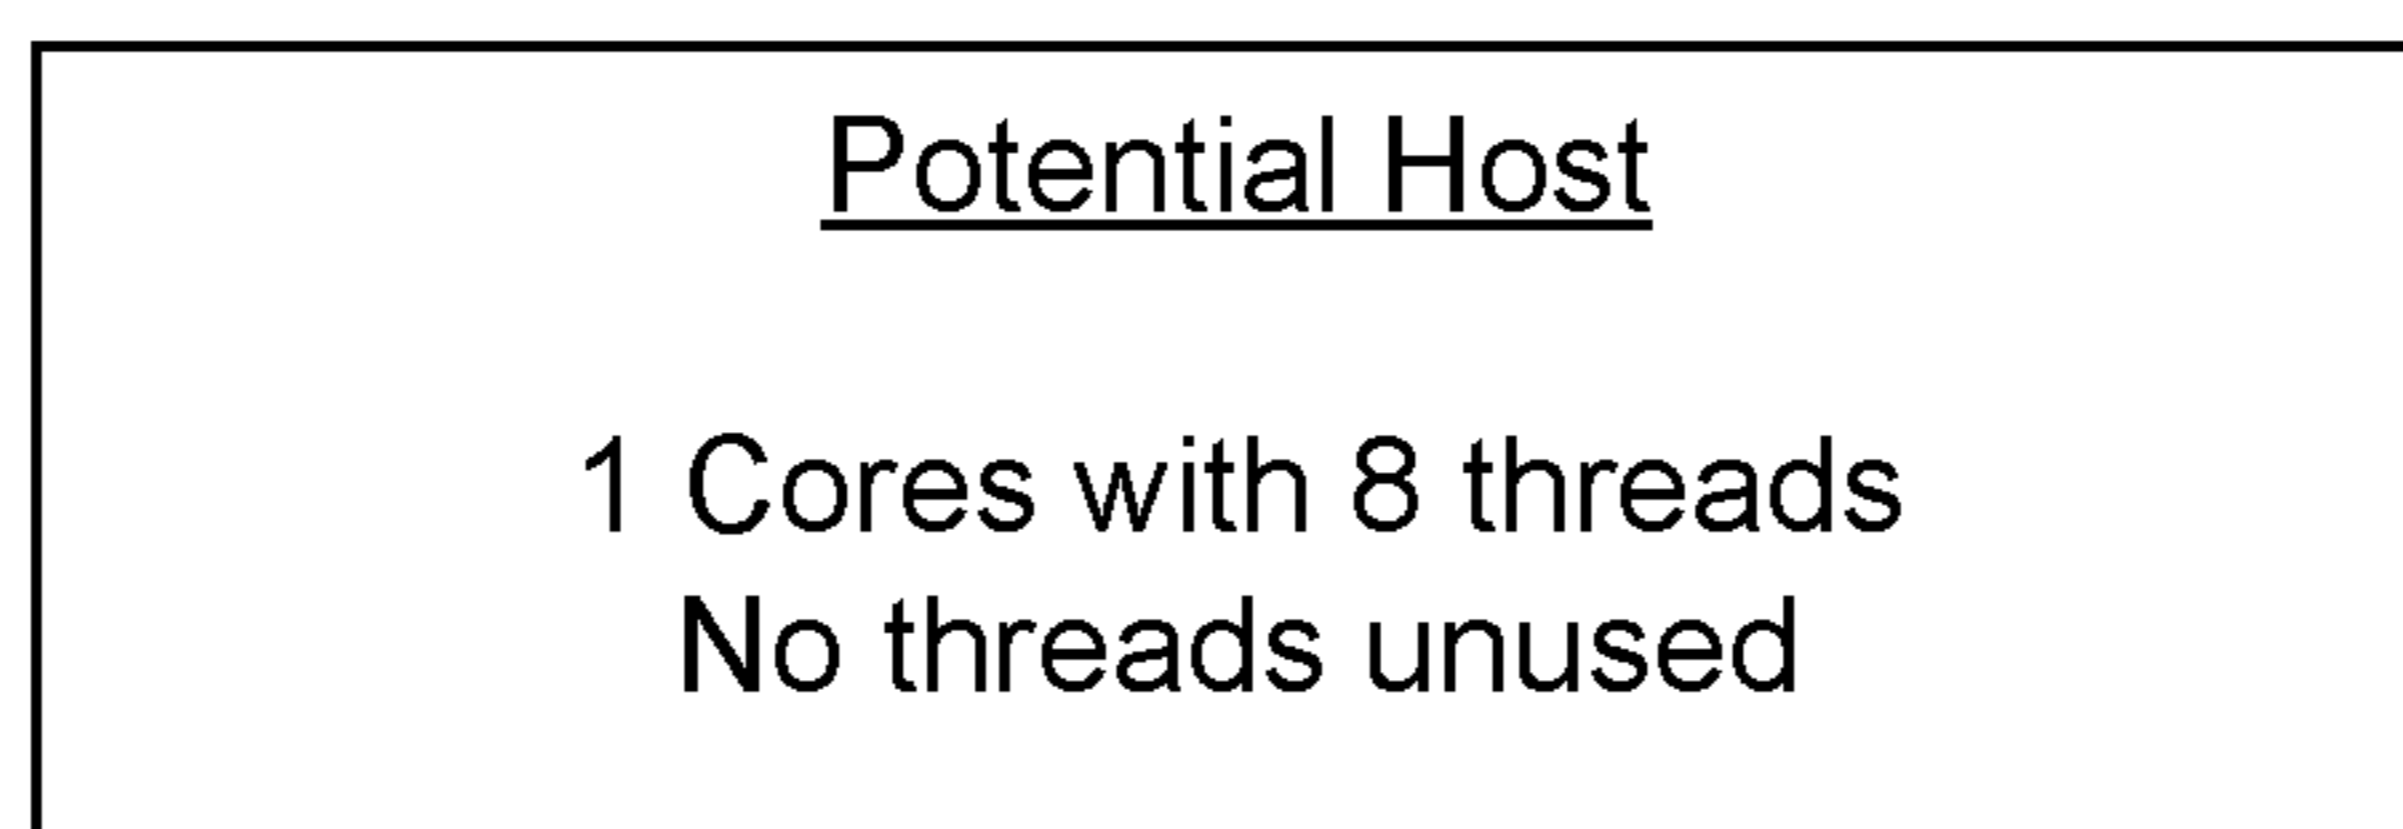 Potential Host
1 Cores with 8 threads
No threads unused